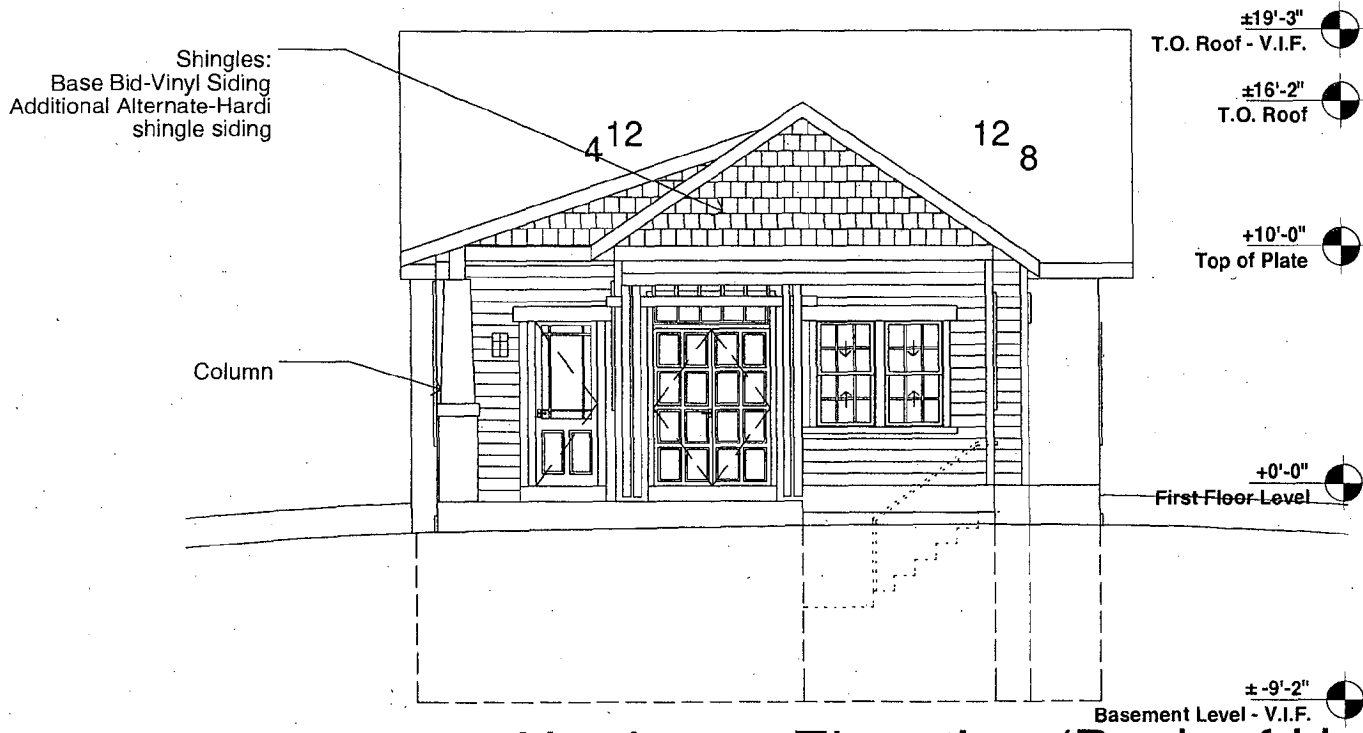 ±19'-3"
T.O. Roof - V.I.F.
Shingles:
Base Bid-Vinyl Siding
Additional Alternate-Hardi
shingle siding
±16'-2"
T.O. Roof
4 12
12 8
+10'-0"
Top of Plate
Column
+0'-0"
First Floor Level
± -9'-2"
Basement Level - V.I.F.